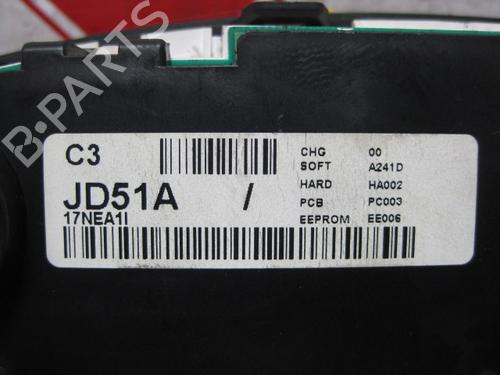 B-PARTS
C3
JD51A /
17NEA1I
CHG 00
SOFT A241D
HARD HA002
PCB PC003
EEPROM EE006